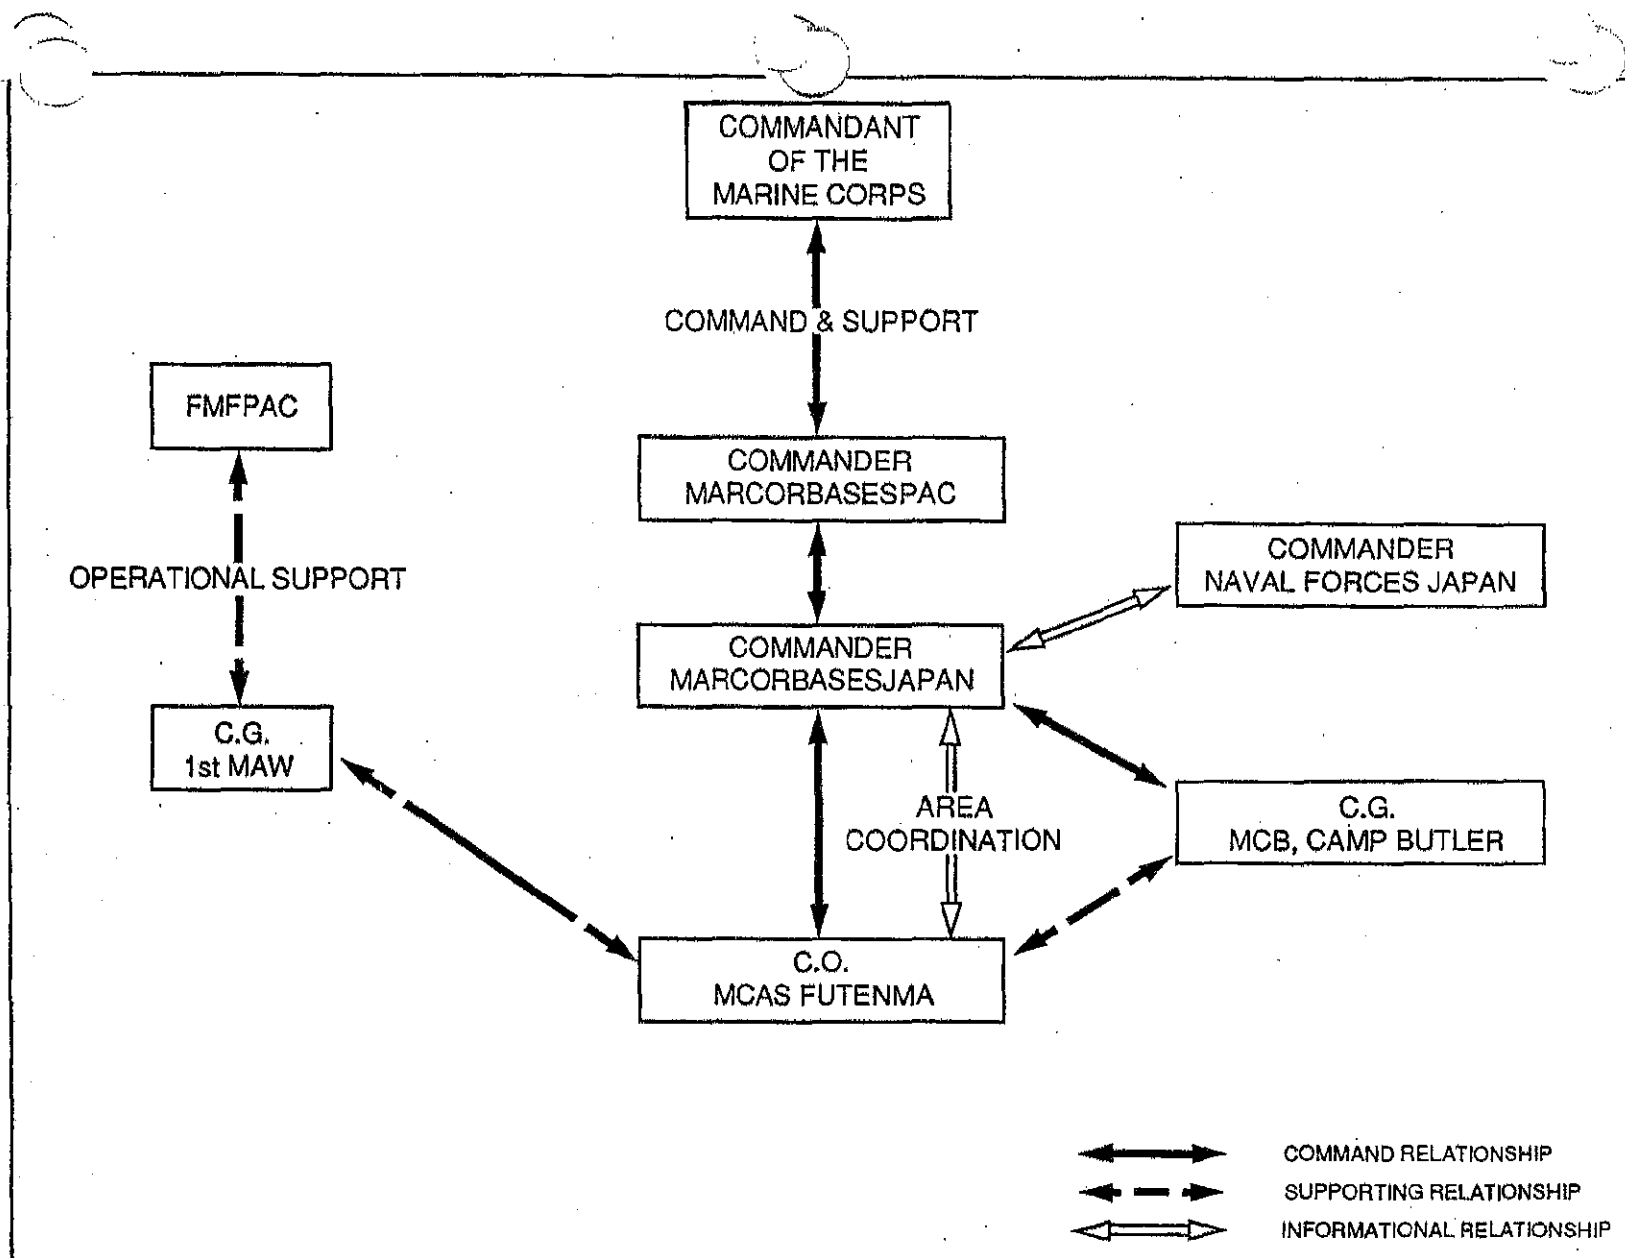 COMMANDANT
OF THE
MARINE CORPS
COMMAND & SUPPORT
FMFPAC
COMMANDER
MARCORBASESPAC
COMMANDER
NAVAL FORCES JAPAN
OPERATIONAL SUPPORT
COMMANDER
MARCORBASESJAPAN
C.G.
1st MAW
AREA
COORDINATION
C.G.
MCB, CAMP BUTLER
C.O.
MCAS FUTENMA
COMMAND RELATIONSHIP
SUPPORTING RELATIONSHIP
INFORMATIONAL RELATIONSHIP